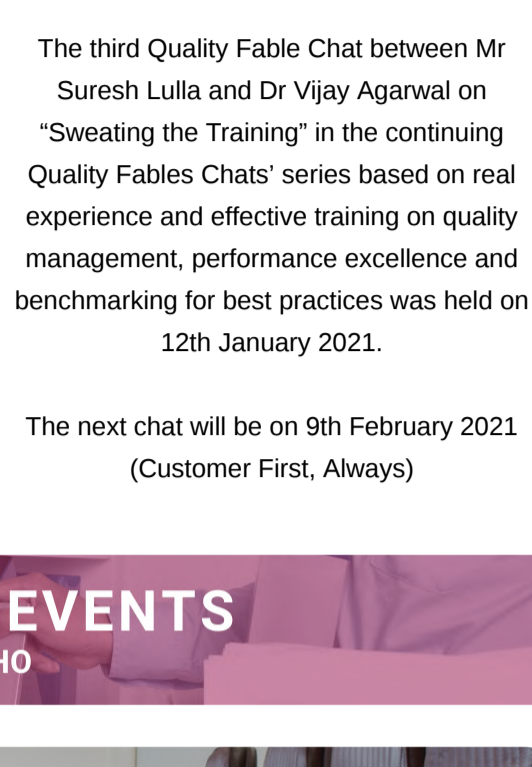 The third Quality Fable Chat between Mr
Suresh Lulla and Dr Vijay Agarwal on
“Sweating the Training” in the continuing
Quality Fables Chats’ series based on real
experience and effective training on quality
management, performance excellence and
benchmarking for best practices was held on
12th January 2021.
The next chat will be on 9th February 2021
(Customer First, Always)
EVENTS
HO